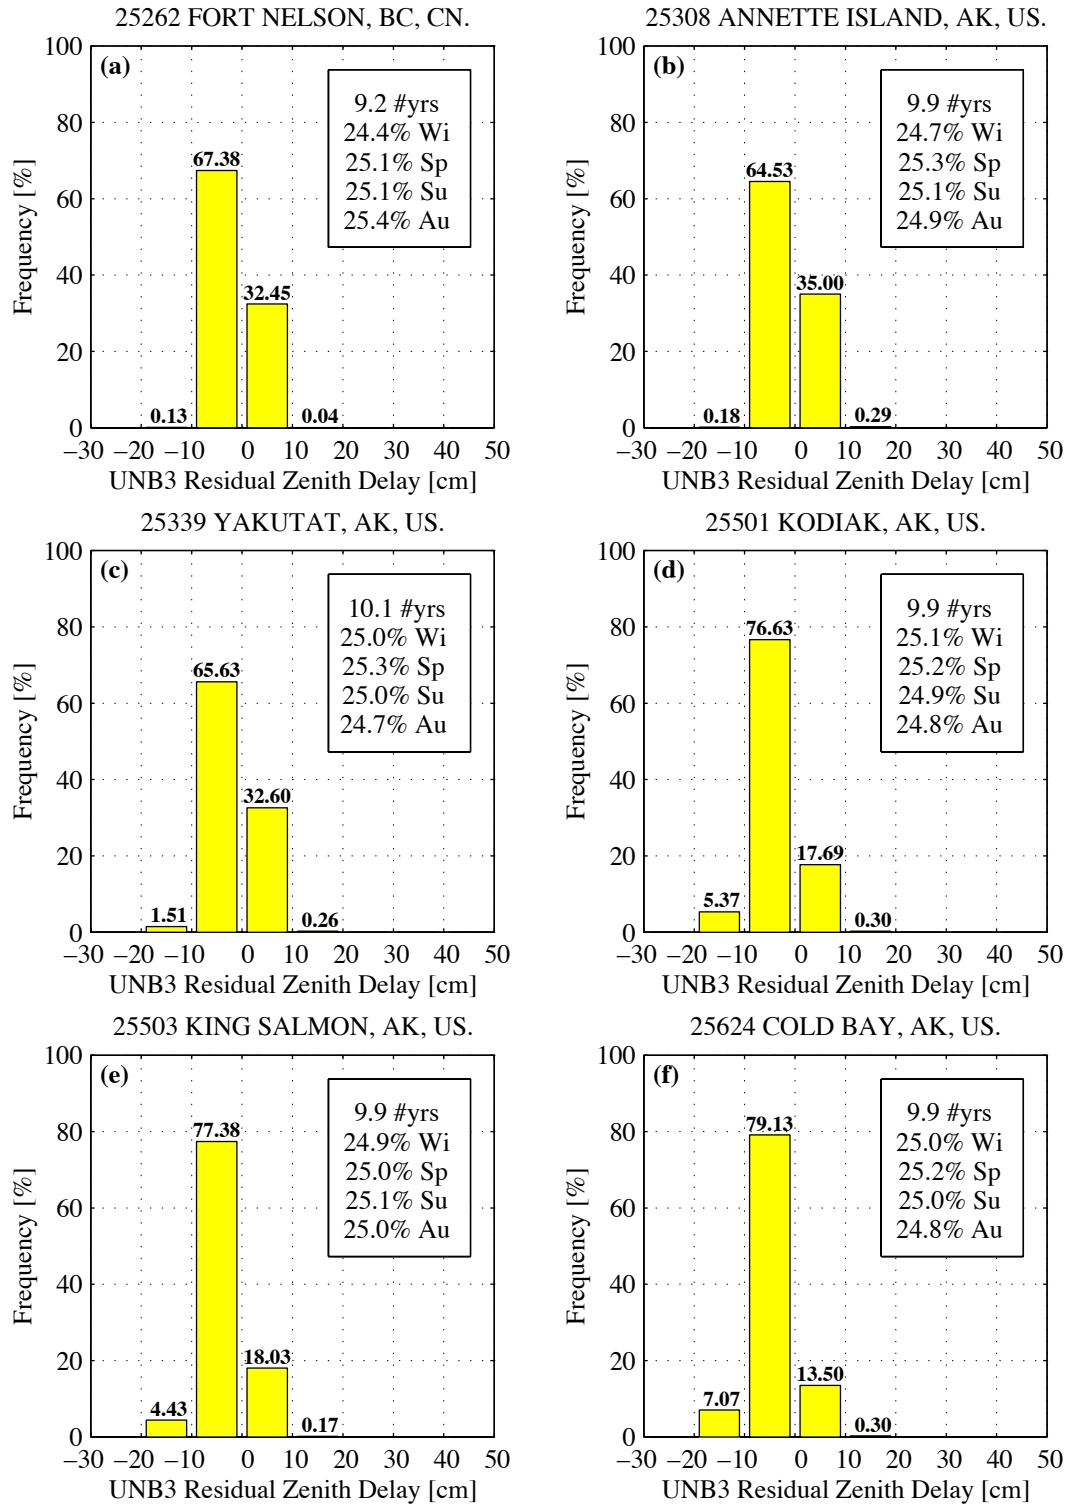 25262 FORT NELSON, BC, CN.
(a)
9.2 #yrs
24.4% Wi
25.1% Sp
25.1% Su
25.4% Au
Frequency [%]
100
80
60
40
20
0
67.38
32.45
0.13
0.04
−30 −20 −10 0 10 20 30 40 50
UNB3 Residual Zenith Delay [cm]
25308 ANNETTE ISLAND, AK, US.
(b)
9.9 #yrs
24.7% Wi
25.3% Sp
25.1% Su
24.9% Au
Frequency [%]
100
80
60
40
20
0
64.53
35.00
0.18
0.29
−30 −20 −10 0 10 20 30 40 50
UNB3 Residual Zenith Delay [cm]
25339 YAKUTAT, AK, US.
(c)
10.1 #yrs
25.0% Wi
25.3% Sp
25.0% Su
24.7% Au
Frequency [%]
100
80
60
40
20
0
65.63
32.60
1.51
0.26
−30 −20 −10 0 10 20 30 40 50
UNB3 Residual Zenith Delay [cm]
25501 KODIAK, AK, US.
(d)
9.9 #yrs
25.1% Wi
25.2% Sp
24.9% Su
24.8% Au
Frequency [%]
100
80
60
40
20
0
76.63
17.69
5.37
0.30
−30 −20 −10 0 10 20 30 40 50
UNB3 Residual Zenith Delay [cm]
25503 KING SALMON, AK, US.
(e)
9.9 #yrs
24.9% Wi
25.0% Sp
25.1% Su
25.0% Au
Frequency [%]
100
80
60
40
20
0
77.38
18.03
4.43
0.17
−30 −20 −10 0 10 20 30 40 50
UNB3 Residual Zenith Delay [cm]
25624 COLD BAY, AK, US.
(f)
9.9 #yrs
25.0% Wi
25.2% Sp
25.0% Su
24.8% Au
Frequency [%]
100
80
60
40
20
0
79.13
13.50
7.07
0.30
−30 −20 −10 0 10 20 30 40 50
UNB3 Residual Zenith Delay [cm]